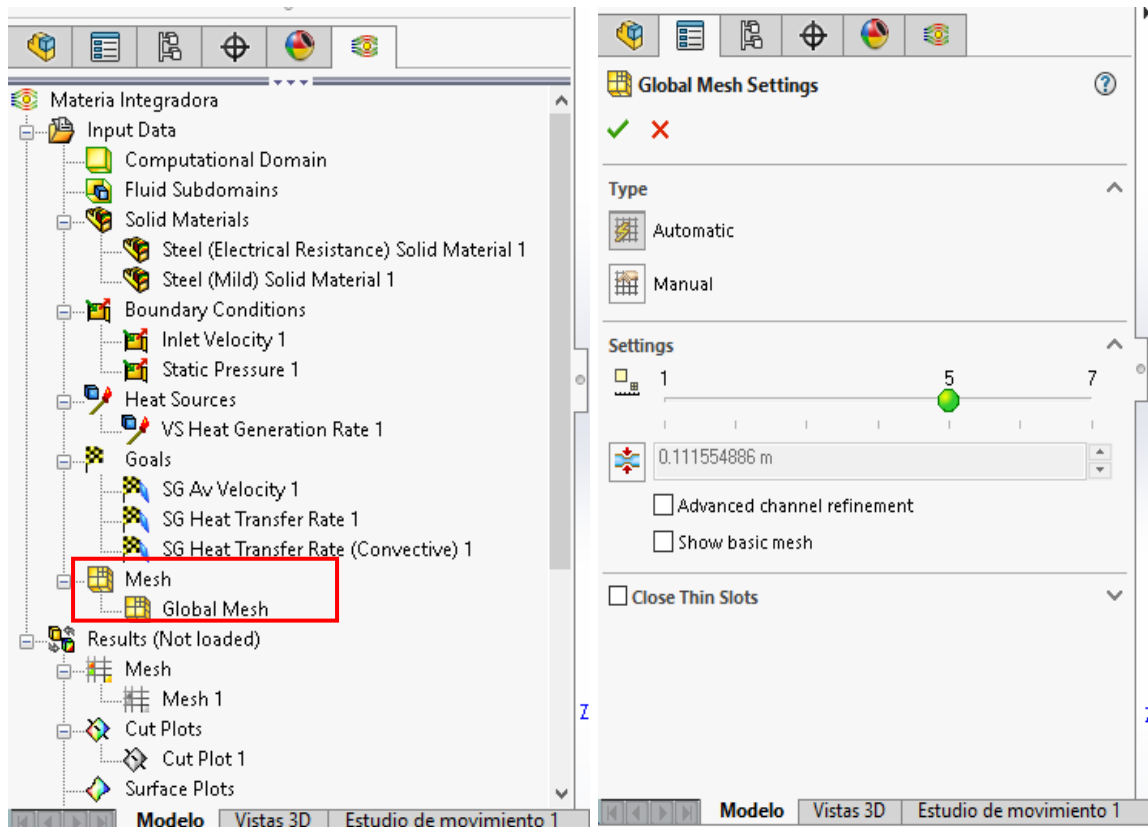 Materia Integradora
Input Data
Computational Domain
Fluid Subdomains
Solid Materials
Steel (Electrical Resistance) Solid Material 1
Steel (Mild) Solid Material 1
Boundary Conditions
Inlet Velocity 1
Static Pressure 1
Heat Sources
VS Heat Generation Rate 1
Goals
SG Av Velocity 1
SG Heat Transfer Rate 1
SG Heat Transfer Rate (Convective) 1
Mesh
Global Mesh
Results (Not loaded)
Mesh
Mesh 1
Cut Plots
Cut Plot 1
Surface Plots
Z
Modelo Vistas 3D Estudio de movimiento 1
Global Mesh Settings ?
Type
Automatic
Manual
Settings
1 5 7
0.111554886 m
Advanced channel refinement
Show basic mesh
Close Thin Slots
Modelo Vistas 3D Estudio de movimiento 1